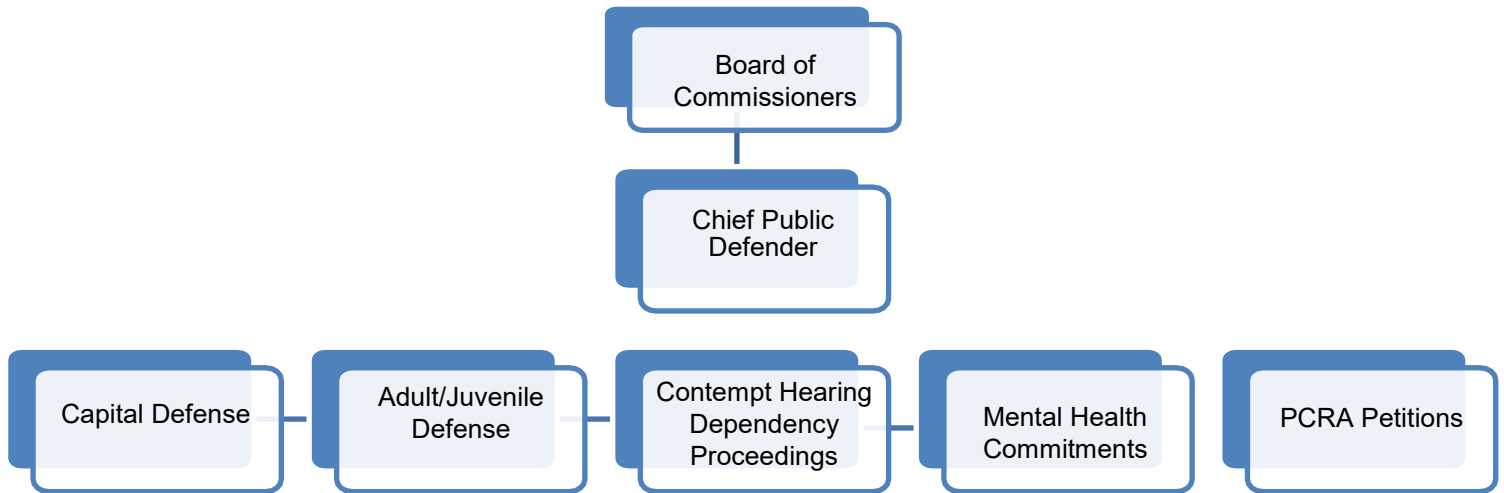 Board of
Commissioners
Chief Public
Defender
Capital Defense
Adult/Juvenile
Defense
Contempt Hearing
Dependency
Proceedings
Mental Health
Commitments
PCRA Petitions